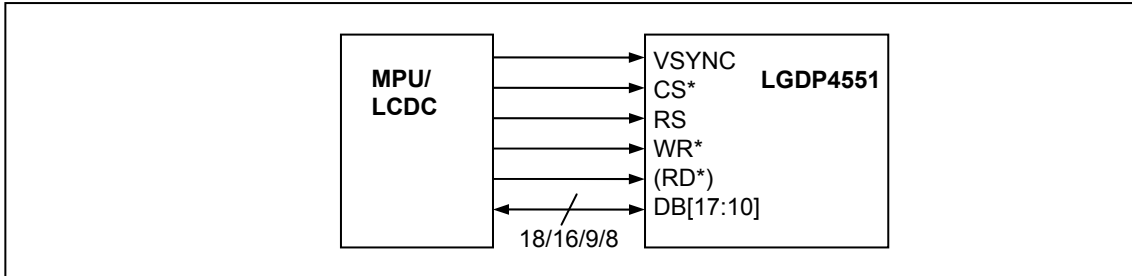 MPU/
LCDC
VSYNC
CS*
RS
WR*
(RD*)
DB[17:10]
LGDP4551
18/16/9/8